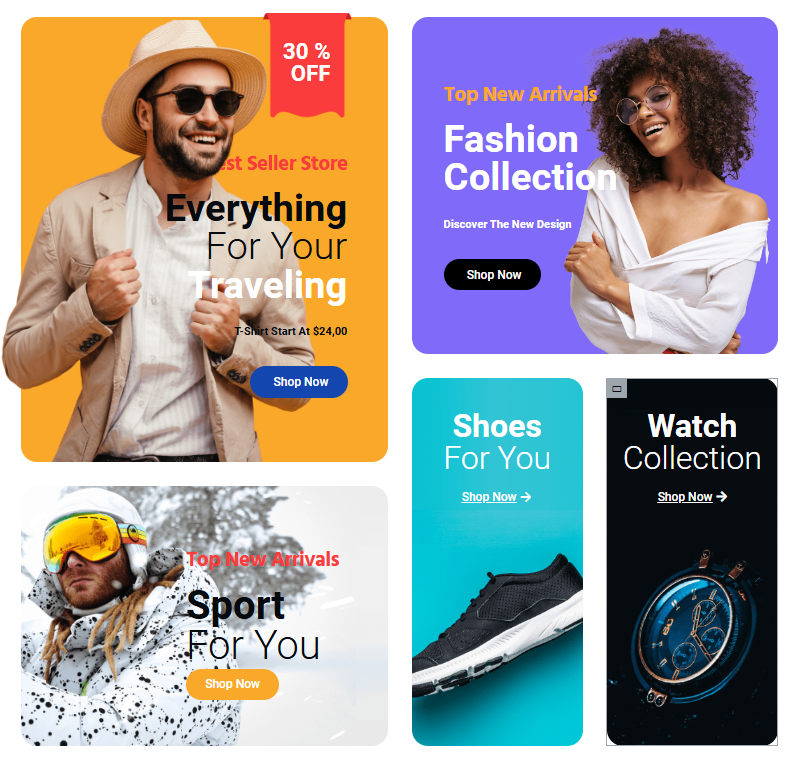 30 %
OFF
Best Seller Store
Everything
For Your
Traveling
T-Shirt Start At $24,00
Shop Now
Top New Arrivals
Fashion
Collection
Discover The New Design
Shop Now
Top New Arrivals
Sport
For You
Shop Now
Shoes
For You
Shop Now →
Watch
Collection
Shop Now →